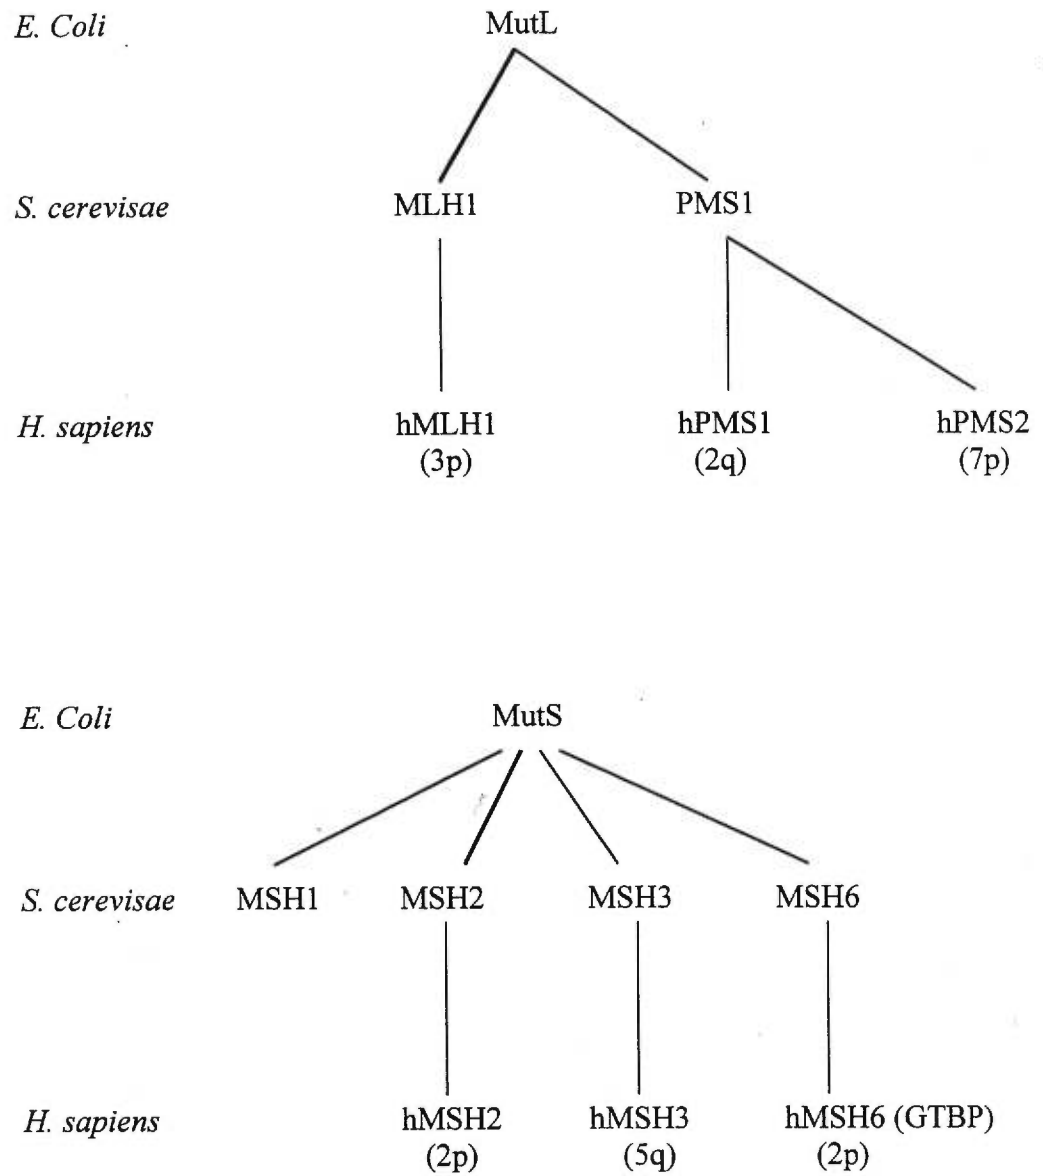 E. Coli MutL
S. cerevisae MLH1 PMS1
H. sapiens hMLH1 hPMS1 hPMS2
(3p) (2q) (7p)
E. Coli MutS
S. cerevisae MSH1 MSH2 MSH3 MSH6
H. sapiens hMSH2 hMSH3 hMSH6 (GTBP)
(2p) (5q) (2p)